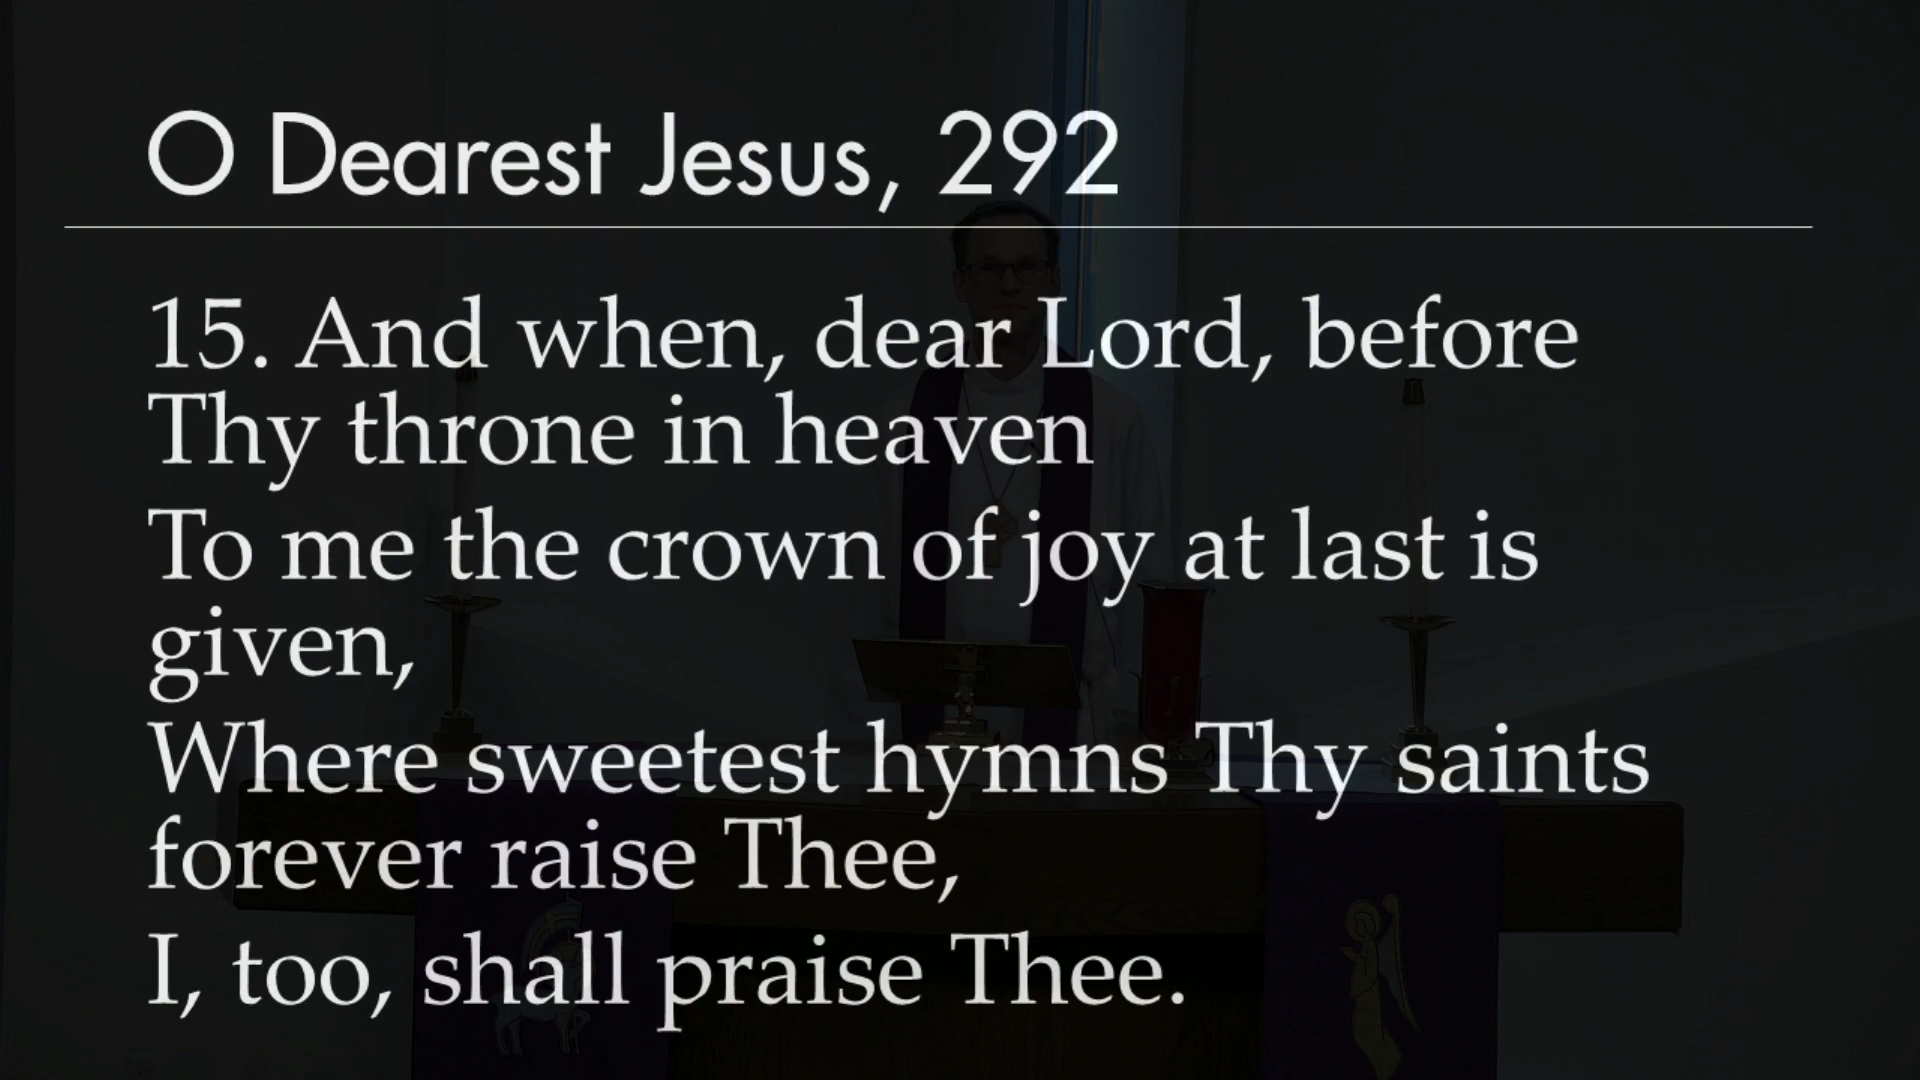 O Dearest Jesus, 292
15. And when, dear Lord, before
Thy throne in heaven
To me the crown of joy at last is
given,
Where sweetest hymns Thy saints
forever raise Thee,
I, too, shall praise Thee.